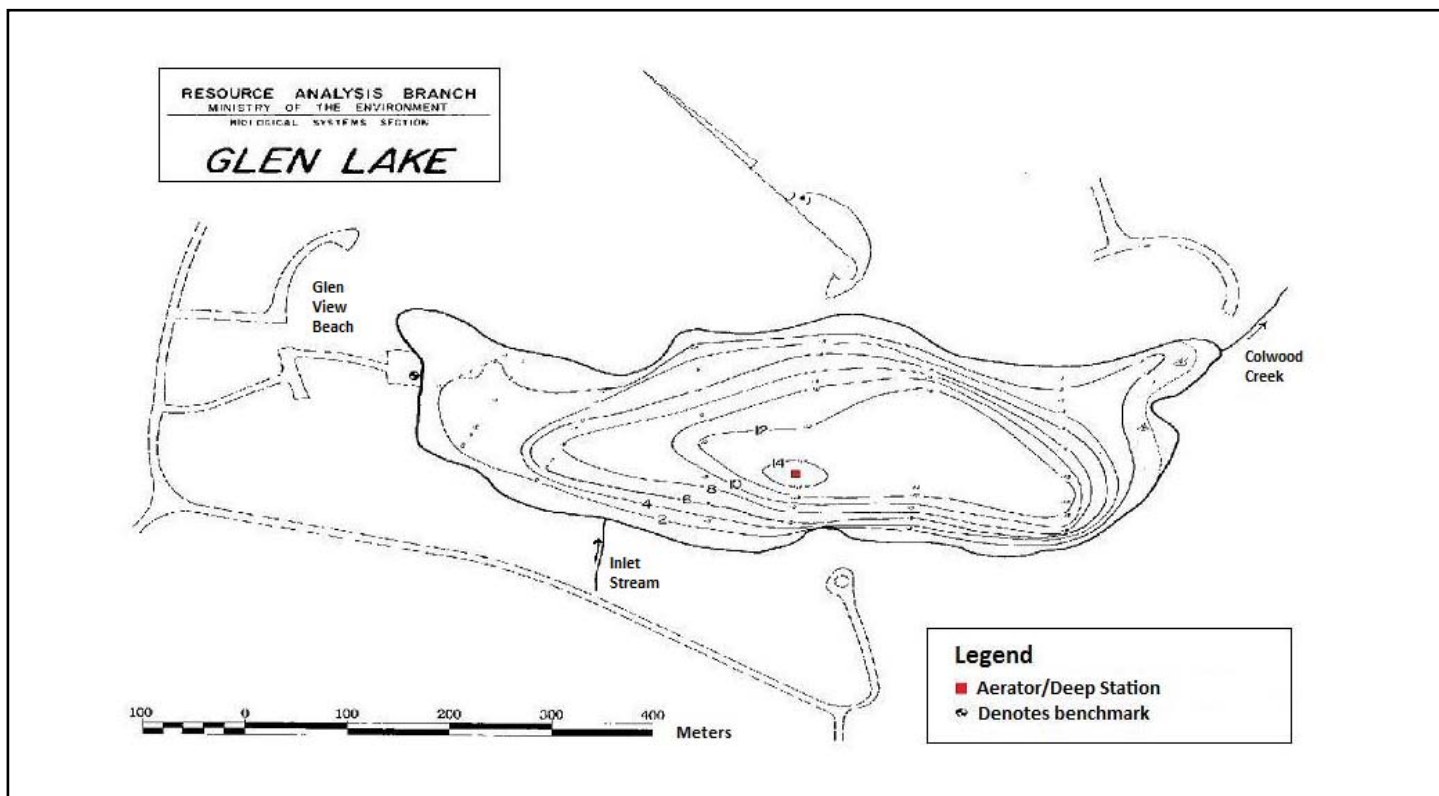 RESOURCE ANALYSIS BRANCH
MINISTRY OF THE ENVIRONMENT
BIOLOGICAL SYSTEMS SECTION
GLEN LAKE
Glen
View
Beach
Colwood
Creek
12
14
10
8
6
4
2
Inlet
Stream
Legend
Aerator/Deep Station
Denotes benchmark
100 0 100 200 300 400
Meters